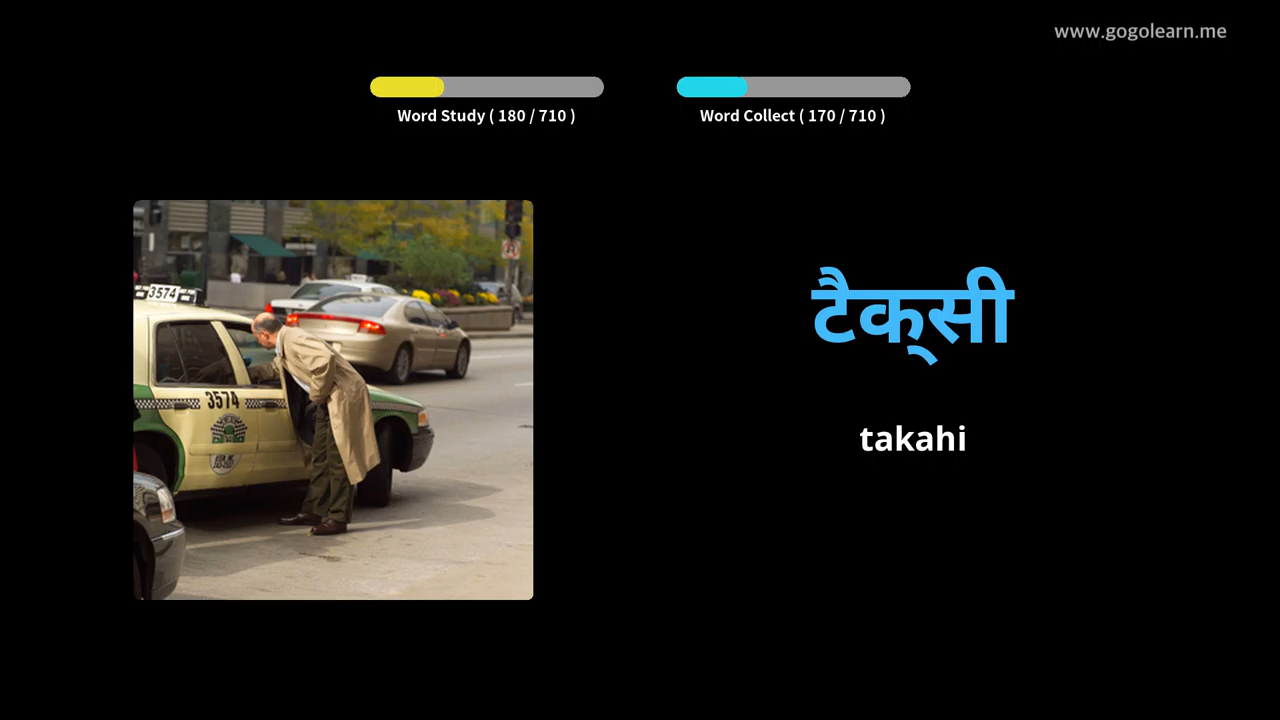 www.gogolearn.me
Word Study ( 180 / 710 )
Word Collect ( 170 / 710 )
टैक्‌सी
takahi
3574
3574